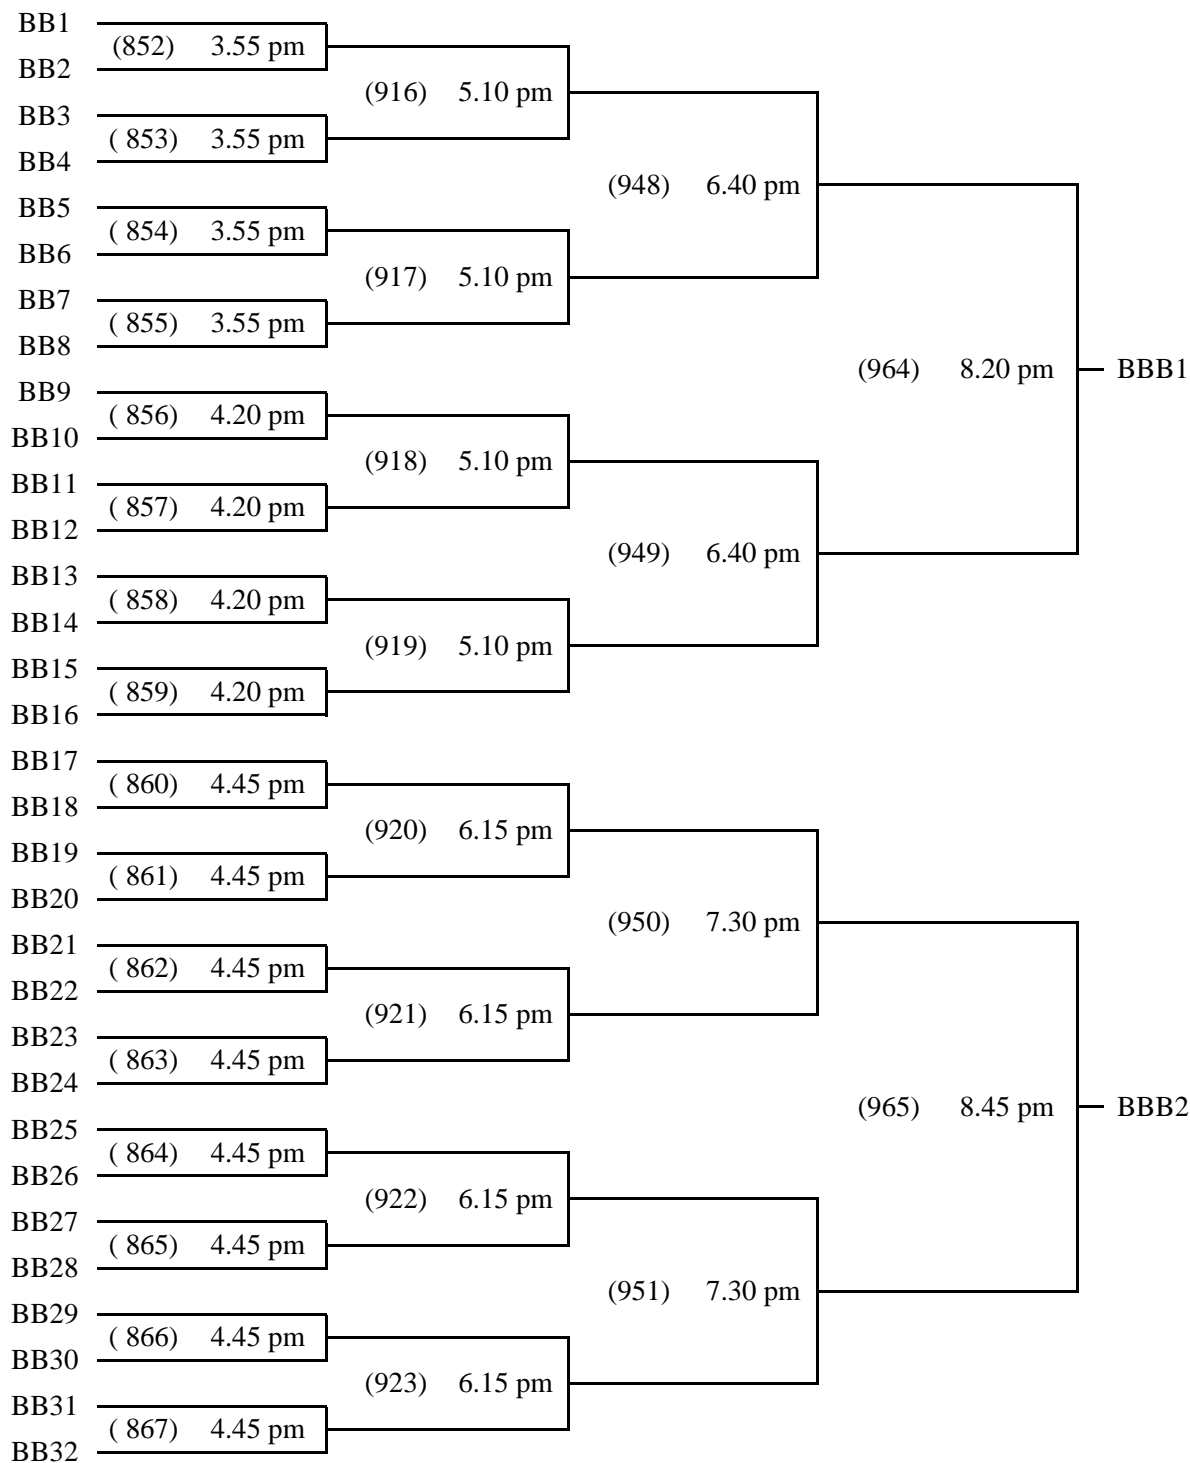 BB1
(852) 3.55 pm
BB2
(916) 5.10 pm
BB3
( 853) 3.55 pm
BB4
(948) 6.40 pm
BB5
( 854) 3.55 pm
BB6
(917) 5.10 pm
BB7
( 855) 3.55 pm
BB8
(964) 8.20 pm BBB1
BB9
( 856) 4.20 pm
BB10
(918) 5.10 pm
BB11
( 857) 4.20 pm
BB12
(949) 6.40 pm
BB13
( 858) 4.20 pm
BB14
(919) 5.10 pm
BB15
( 859) 4.20 pm
BB16
BB17
( 860) 4.45 pm
BB18
(920) 6.15 pm
BB19
( 861) 4.45 pm
BB20
(950) 7.30 pm
BB21
( 862) 4.45 pm
BB22
(921) 6.15 pm
BB23
( 863) 4.45 pm
BB24
(965) 8.45 pm BBB2
BB25
( 864) 4.45 pm
BB26
(922) 6.15 pm
BB27
( 865) 4.45 pm
BB28
(951) 7.30 pm
BB29
( 866) 4.45 pm
BB30
(923) 6.15 pm
BB31
( 867) 4.45 pm
BB32